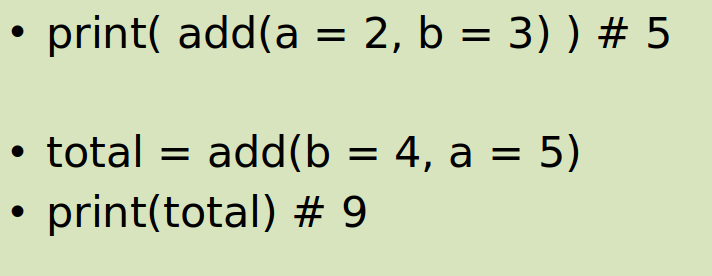 • print( add(a = 2, b = 3) ) # 5
• total = add(b = 4, a = 5)
• print(total) # 9